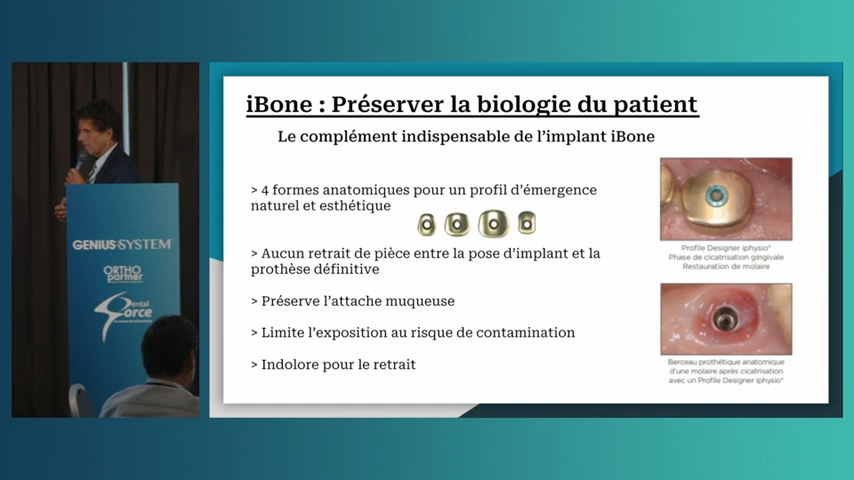 iBone : Préserver la biologie du patient
Le complément indispensable de l'implant iBone
> 4 formes anatomiques pour un profil d'émergence
naturel et esthétique
> Aucun retrait de pièce entre la pose d'implant et la
prothèse définitive
> Préserve l'attache muqueuse
> Limite l'exposition au risque de contamination
> Indolore pour le retrait
Profile Designer iphysio®
Phase de cicatrisation gingivale
Restauration de molaire
Berceau prothétique anatomique
d'une molaire après cicatrisation
avec un Profile Designer iphysio®
GENIUS SYSTEM
ORTHO
partner
Dental
Force